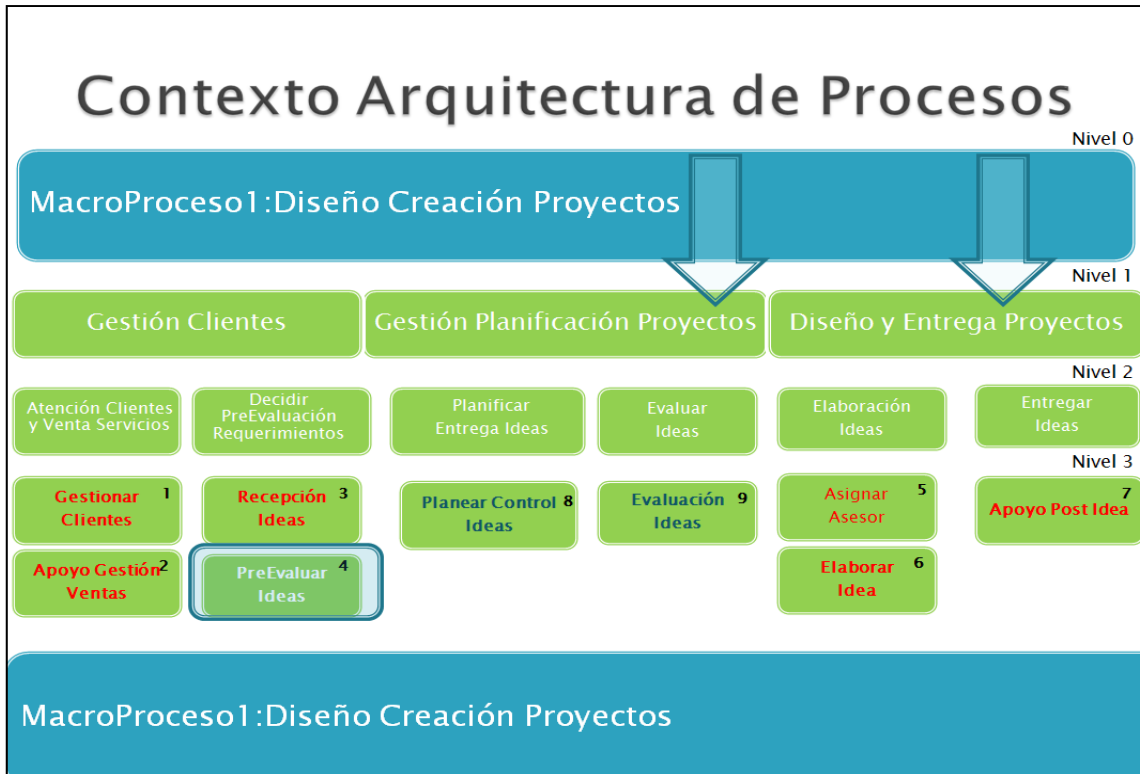 Contexto Arquitectura de Procesos
Nivel 0
MacroProceso1:Diseño Creación Proyectos
Nivel 1
Gestión Clientes
Gestión Planificación Proyectos
Diseño y Entrega Proyectos
Nivel 2
Atención Clientes
y Venta Servicios
Decidir
PreEvaluación
Requerimientos
Planificar
Entrega Ideas
Evaluar
Ideas
Elaboración
Ideas
Entregar
Ideas
Nivel 3
Gestionar 1
Clientes
Recepción 3
Ideas
Planear Control 8
Ideas
Evaluación 9
Ideas
Asignar 5
Asesor
7
Apoyo Post Idea
Apoyo Gestión 2
Ventas
PreEvaluar 4
Ideas
Elaborar 6
Idea
MacroProceso1:Diseño Creación Proyectos